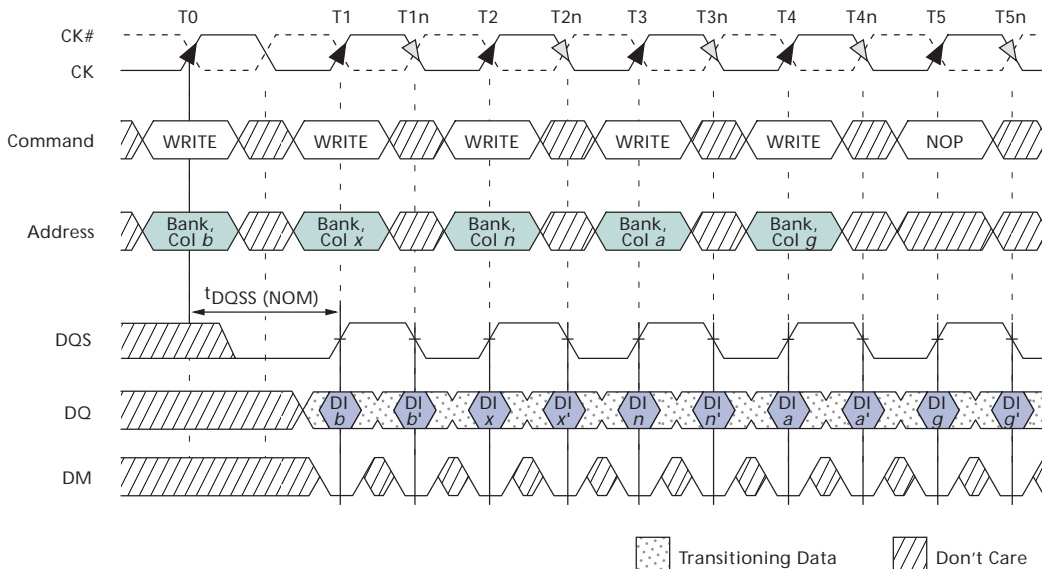 T0 T1 T1n T2 T2n T3 T3n T4 T4n T5 T5n
CK#
CK
Command WRITE WRITE WRITE WRITE WRITE NOP
Address Bank, Col b Bank, Col x Bank, Col n Bank, Col a Bank, Col g
tDQSS (NOM)
DQS
DQ DI b DI b' DI x DI x' DI n DI n' DI a DI a' DI g DI g'
DM
Transitioning Data Don't Care